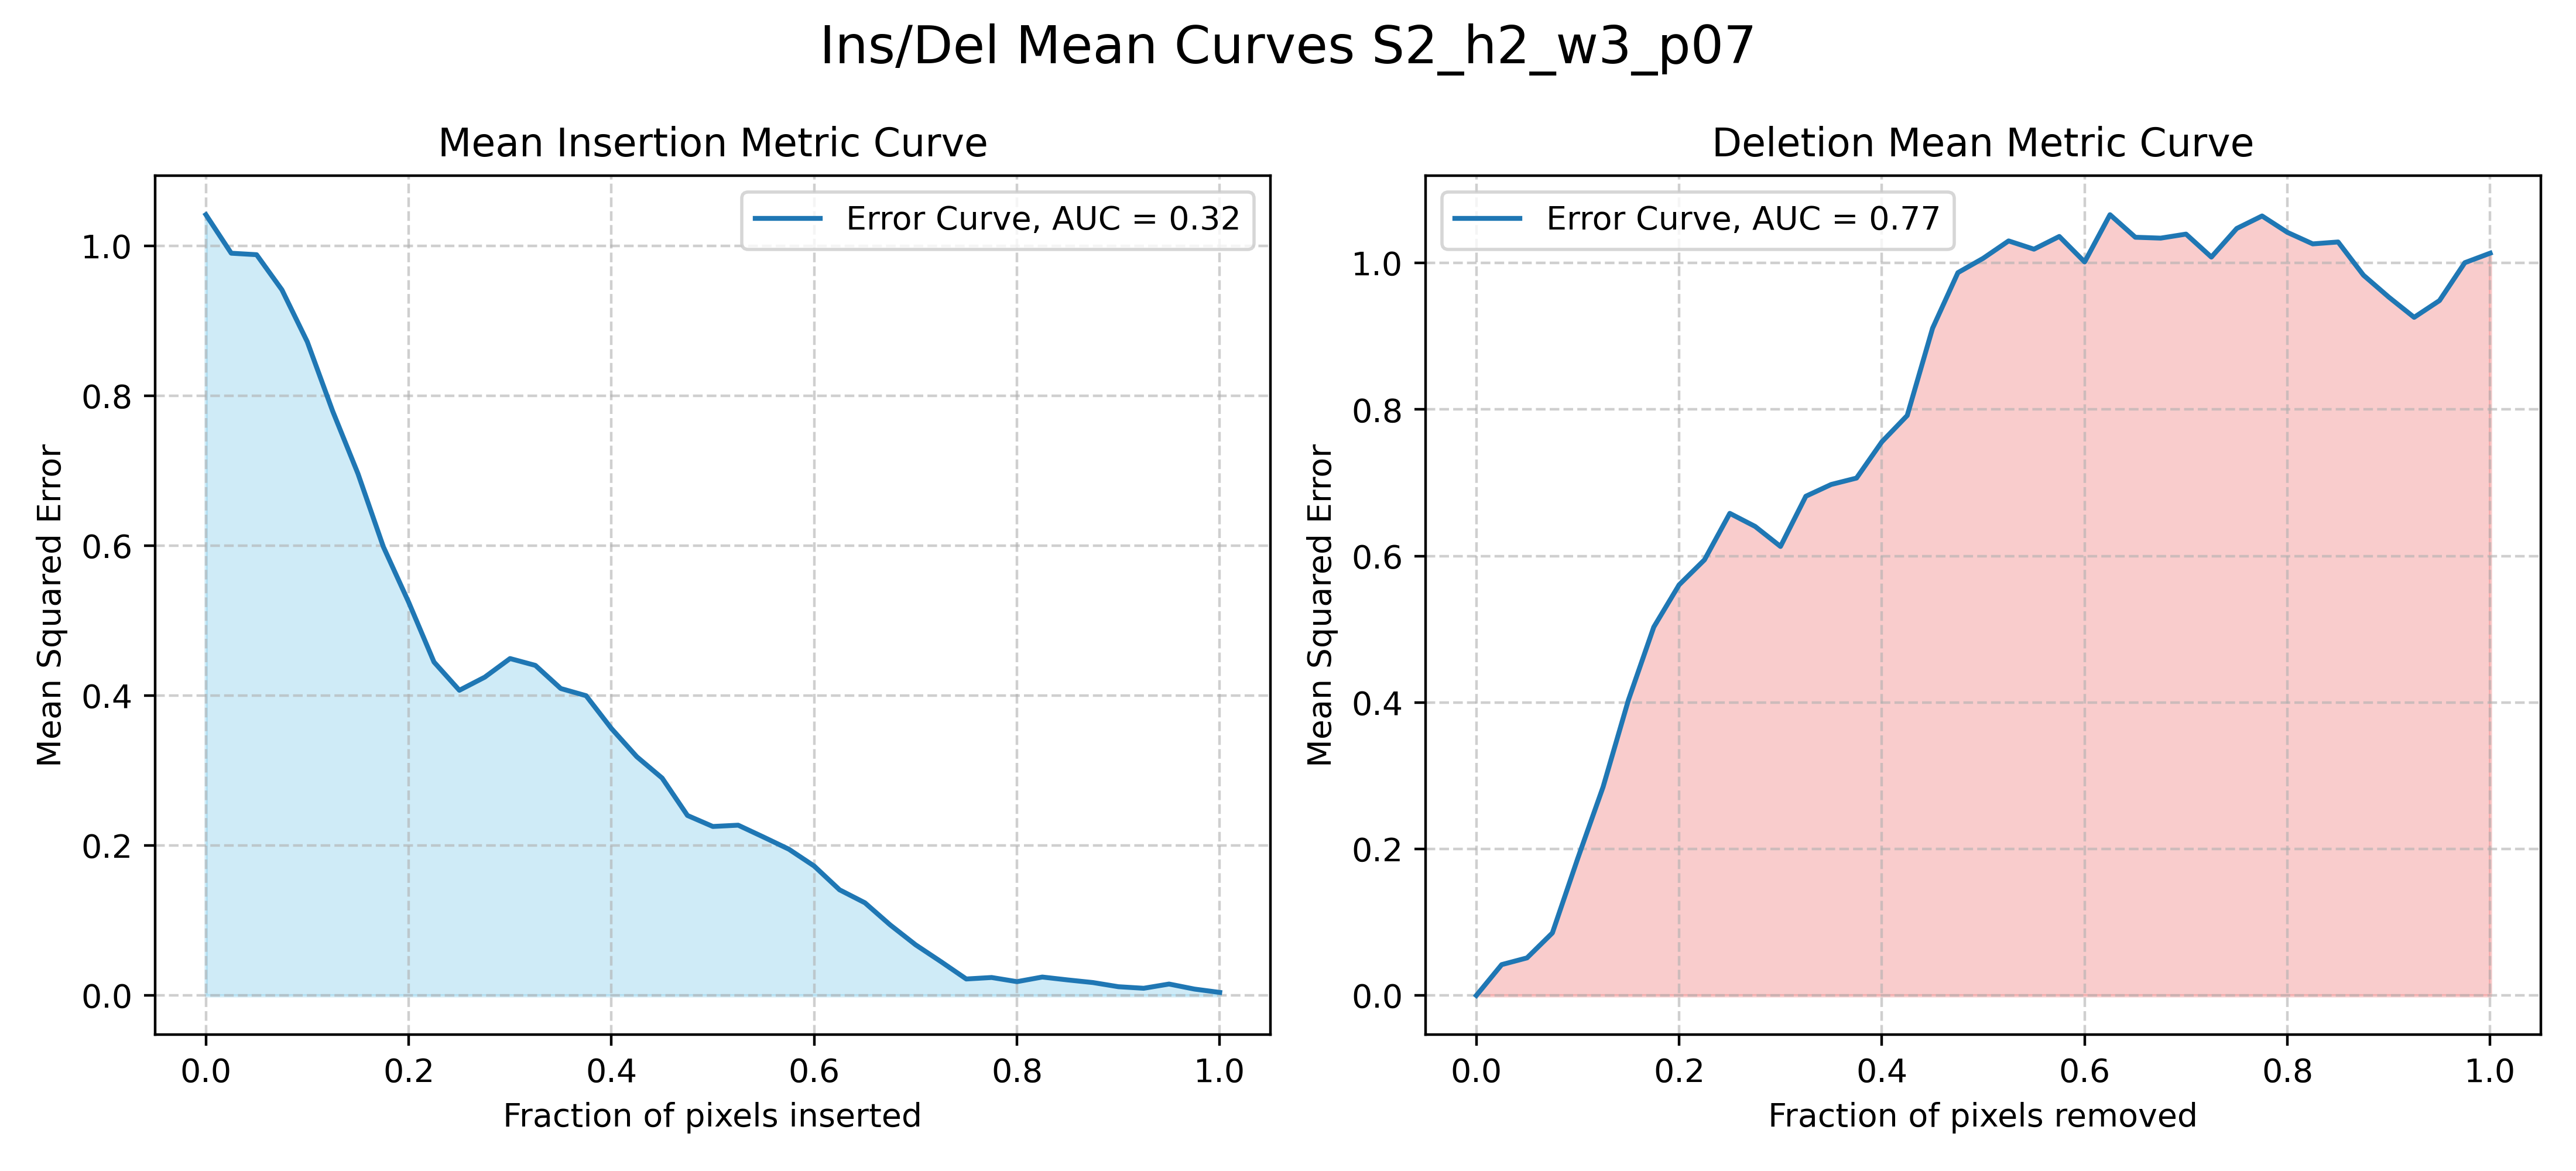 Ins/Del Mean Curves S2_h2_w3_p07
Mean Insertion Metric Curve
Error Curve, AUC = 0.32
1.0
0.8
0.6
0.4
0.2
0.0
Mean Squared Error
0.0 0.2 0.4 0.6 0.8 1.0
Fraction of pixels inserted
Deletion Mean Metric Curve
Error Curve, AUC = 0.77
1.0
0.8
0.6
0.4
0.2
0.0
Mean Squared Error
0.0 0.2 0.4 0.6 0.8 1.0
Fraction of pixels removed